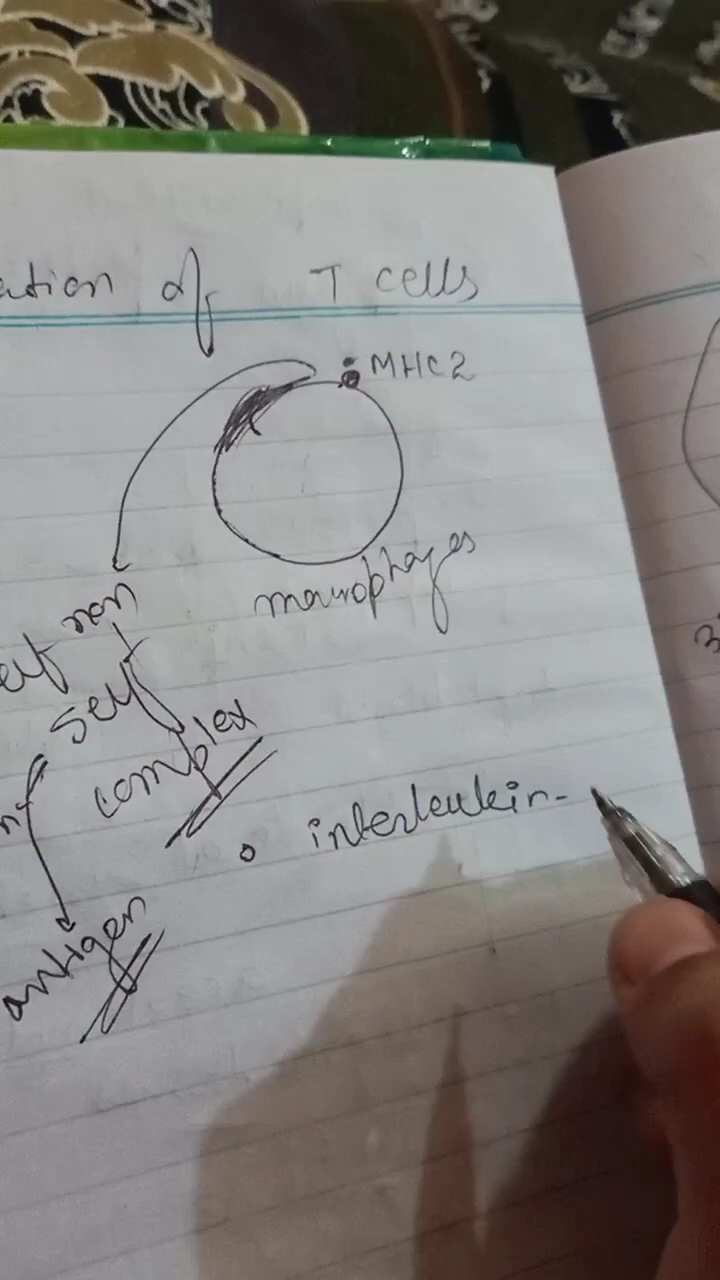 ation of T cells
MHC2
macrophages
non
self
complex
antigen
interleukin-